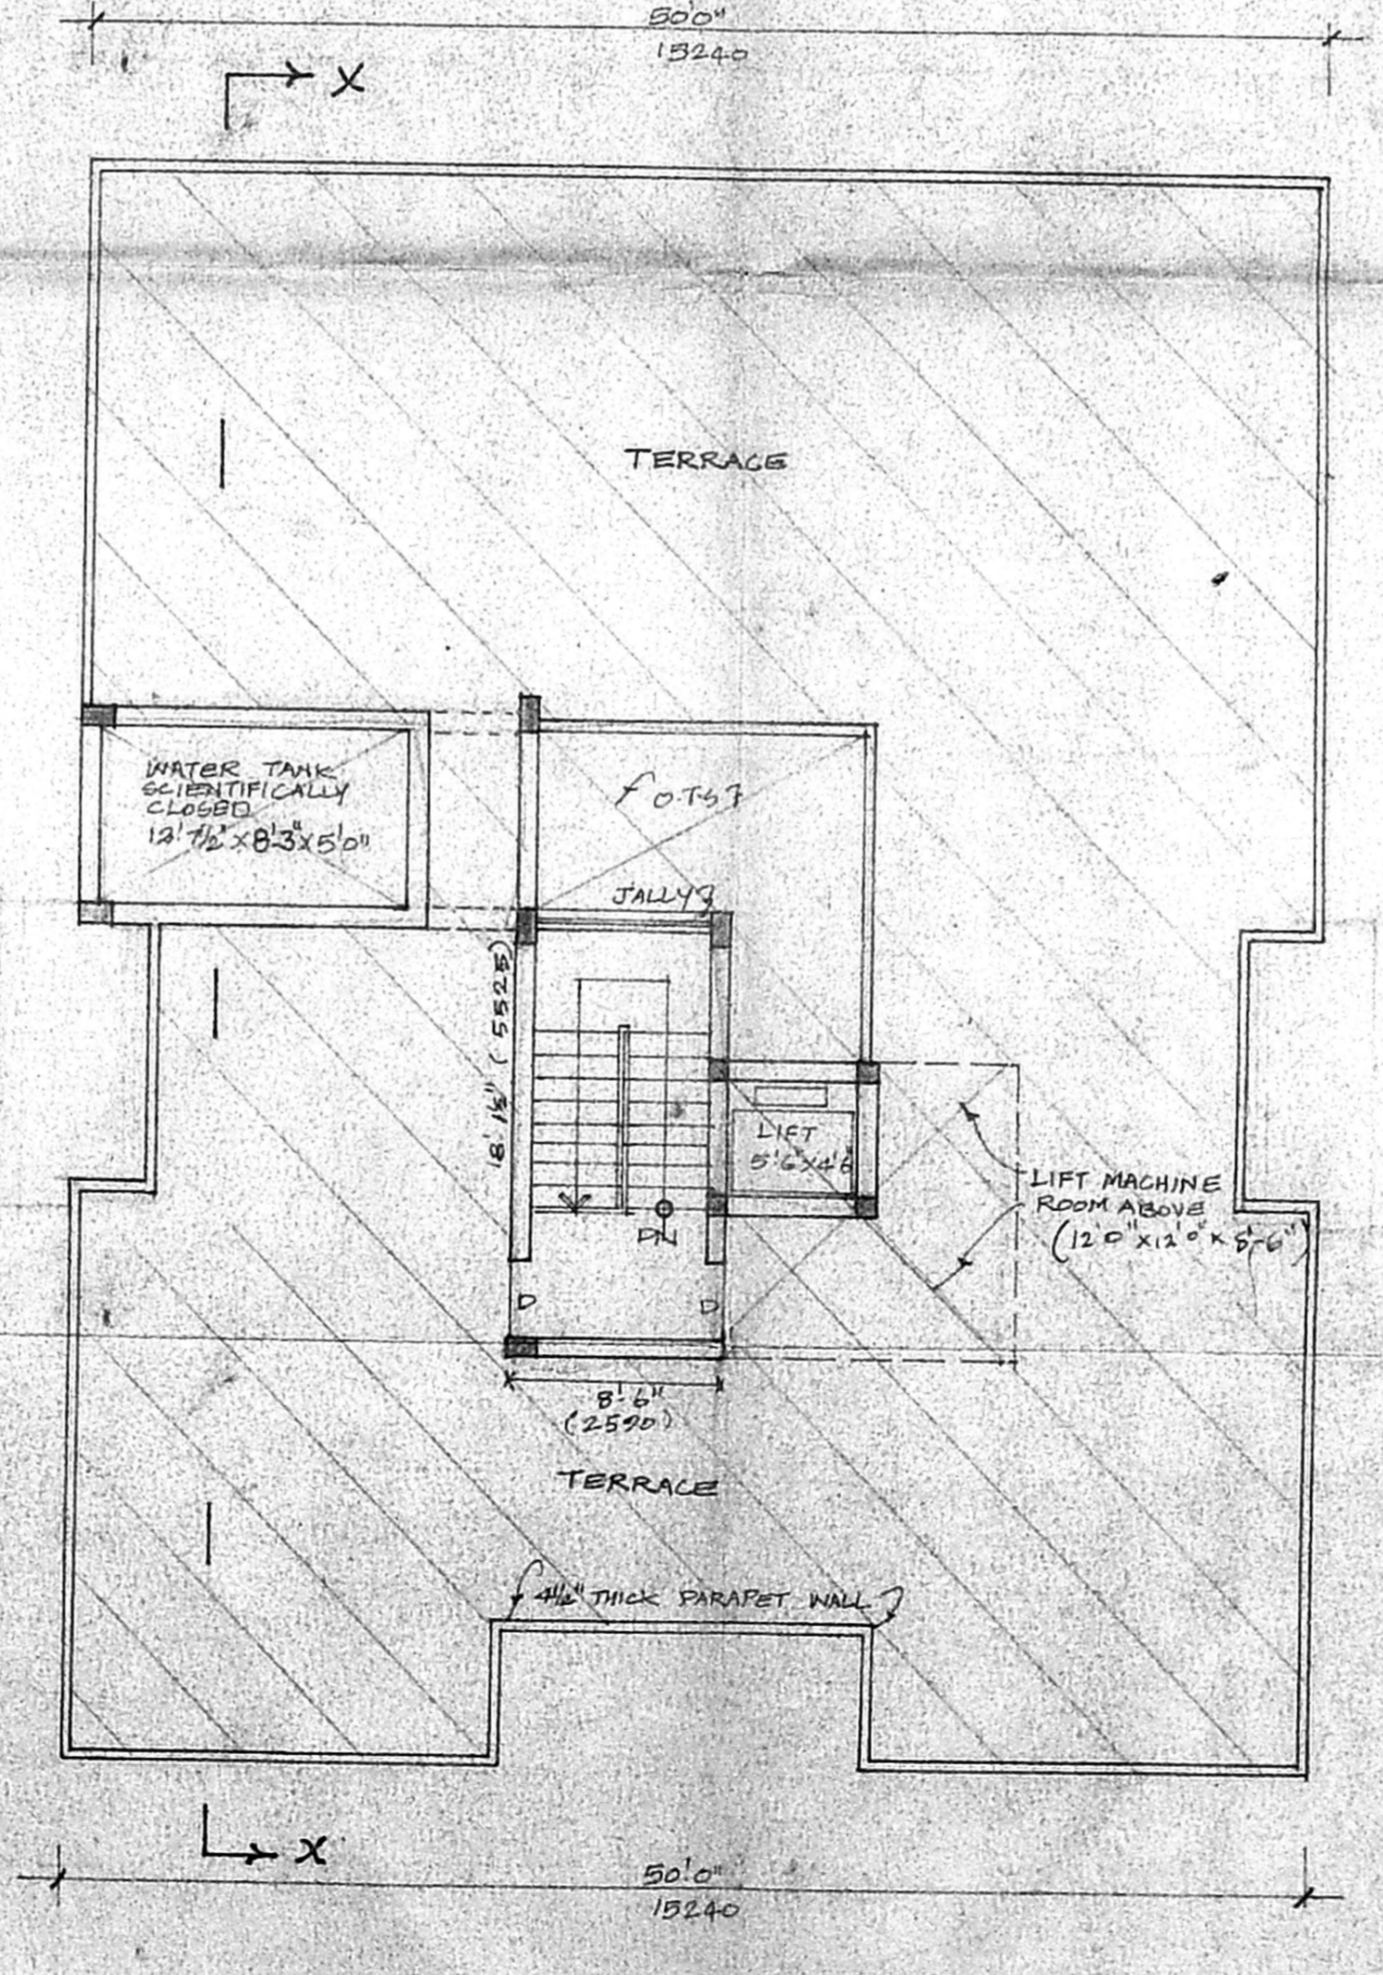 50'0"
15240
X
TERRACE
WATER TANK
SCIENTIFICALLY
CLOSED
12'7½"X8'3"X5'0"
O.T.S
JALLY
18' 1½" (5525)
LIFT
5'6"X4'6
LIFT MACHINE
ROOM ABOVE
(12'0"X12'0"X8'-6")
DN
D
D
8'-6"
(2590)
TERRACE
4½" THICK PARAPET WALL
X
50'0"
15240